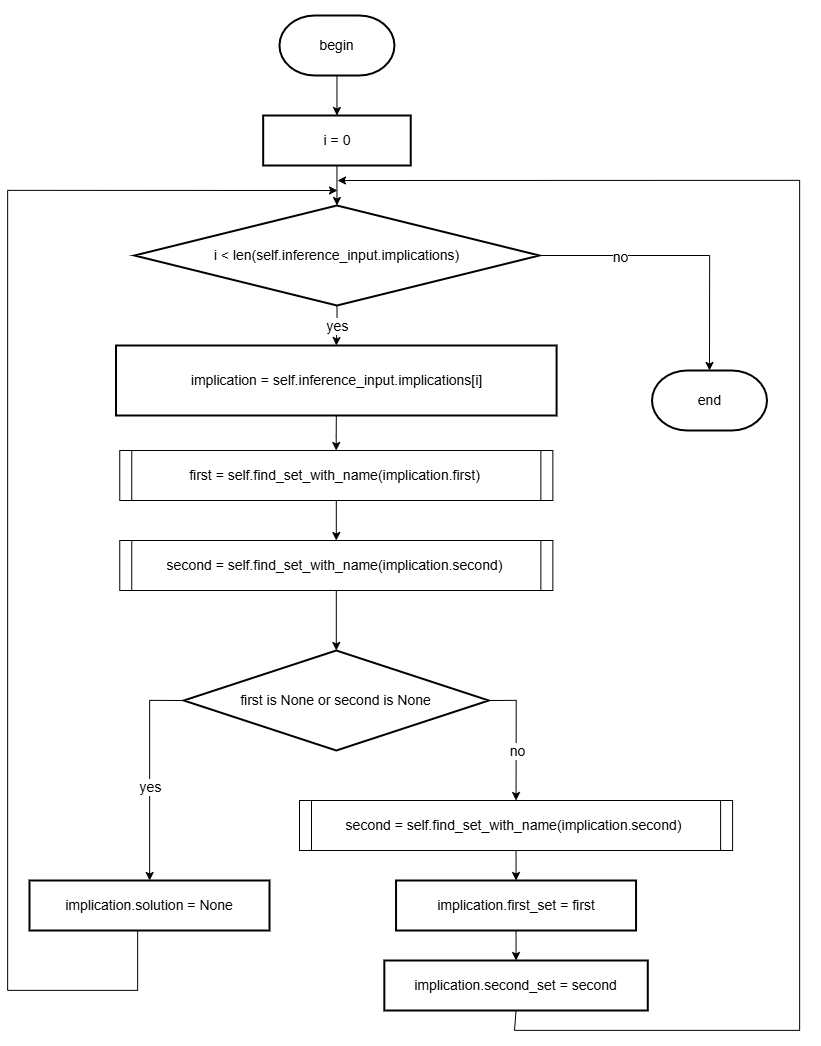 begin
i = 0
i < len(self.inference_input.implications)
no
yes
implication = self.inference_input.implications[i]
end
first = self.find_set_with_name(implication.first)
second = self.find_set_with_name(implication.second)
first is None or second is None
no
yes
second = self.find_set_with_name(implication.second)
implication.solution = None
implication.first_set = first
implication.second_set = second